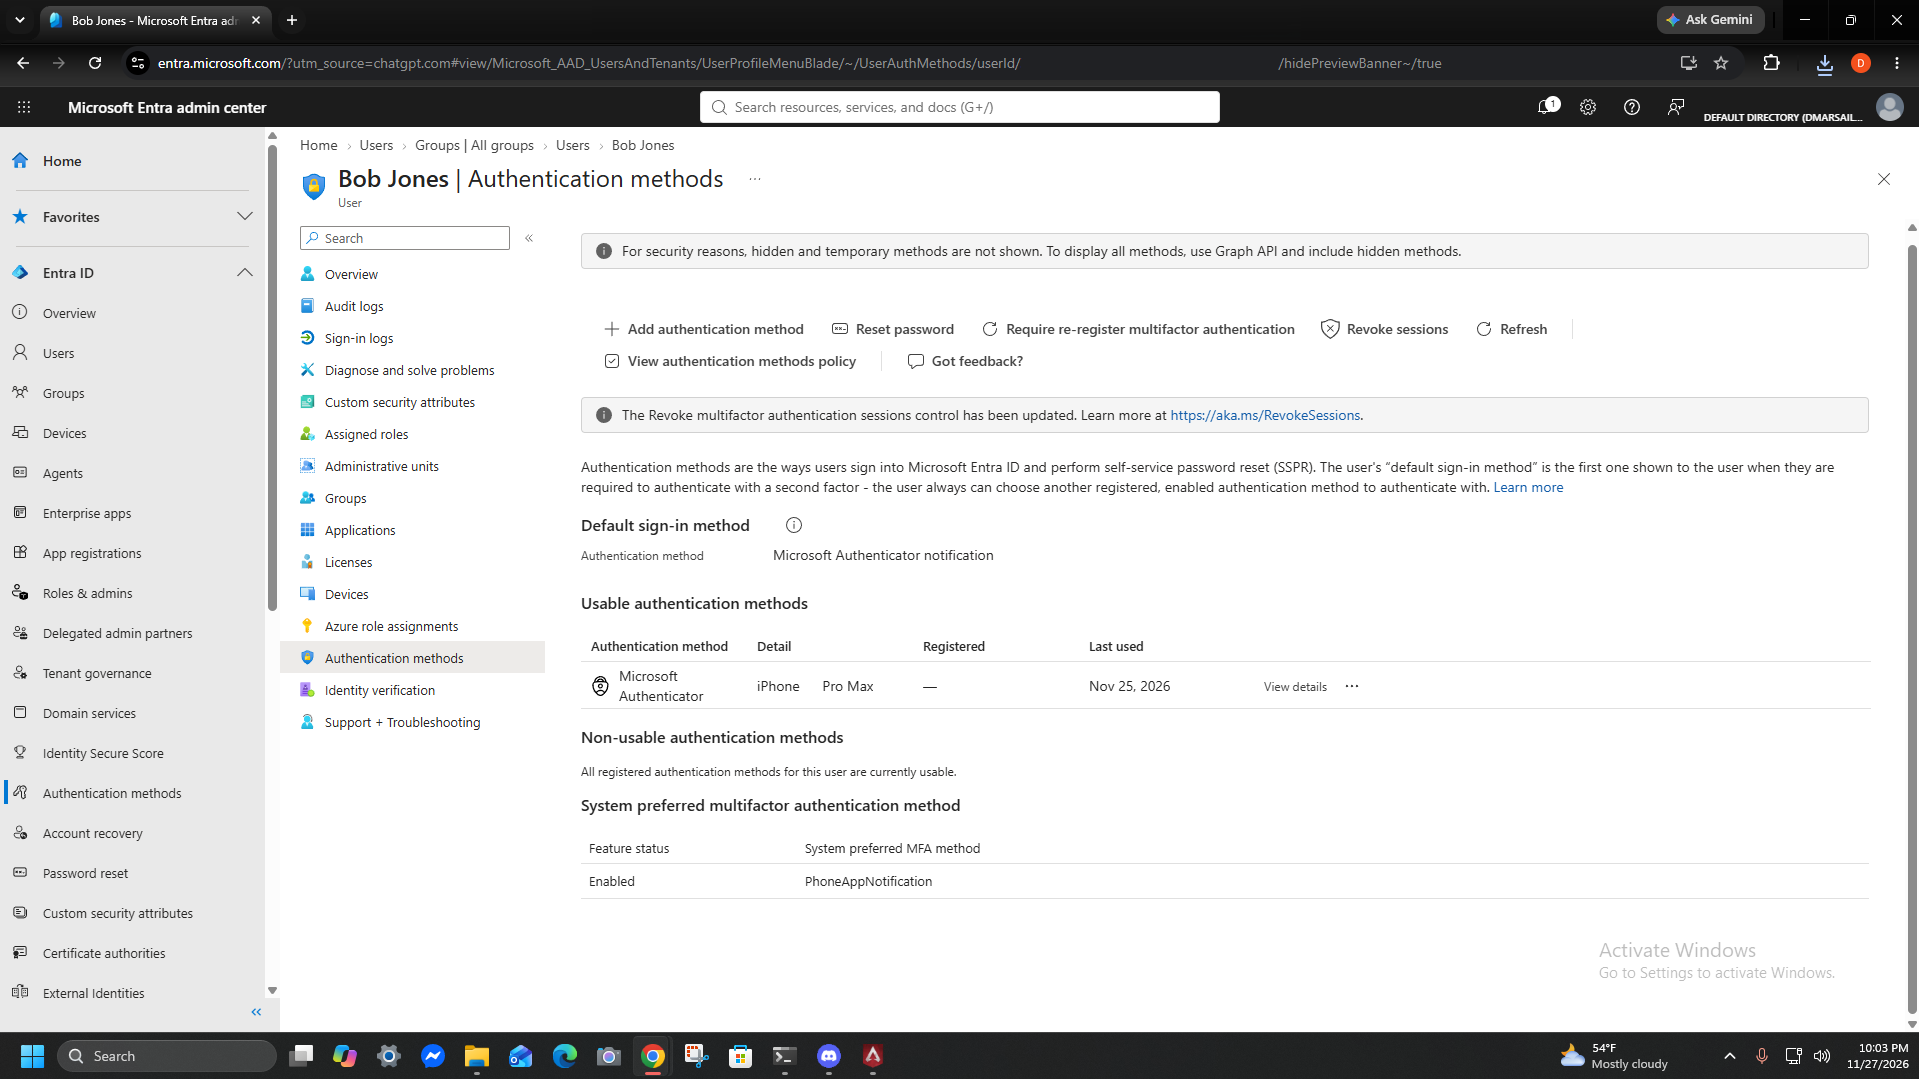 Bob Jones - Microsoft Entra adr
Ask Gemini
entra.microsoft.com/?utm_source=chatgpt.com#view/Microsoft_AAD_UsersAndTenants/UserProfileMenuBlade/~/UserAuthMethods/userId/ /hidePreviewBanner~/true
D
Microsoft Entra admin center
Search resources, services, and docs (G+/)
1
DEFAULT DIRECTORY (DMARSAIL...
Home
Favorites
Entra ID
Overview
Users
Groups
Devices
Agents
Enterprise apps
App registrations
Roles & admins
Delegated admin partners
Tenant governance
Domain services
Identity Secure Score
Authentication methods
Account recovery
Password reset
Custom security attributes
Certificate authorities
External Identities
Home > Users > Groups | All groups > Users > Bob Jones
Bob Jones | Authentication methods ...
User
Search
Overview
Audit logs
Sign-in logs
Diagnose and solve problems
Custom security attributes
Assigned roles
Administrative units
Groups
Applications
Licenses
Devices
Azure role assignments
Authentication methods
Identity verification
Support + Troubleshooting
For security reasons, hidden and temporary methods are not shown. To display all methods, use Graph API and include hidden methods.
Add authentication method Reset password Require re-register multifactor authentication Revoke sessions Refresh
View authentication methods policy Got feedback?
The Revoke multifactor authentication sessions control has been updated. Learn more at https://aka.ms/RevokeSessions.
Authentication methods are the ways users sign into Microsoft Entra ID and perform self-service password reset (SSPR). The user's “default sign-in method” is the first one shown to the user when they are
required to authenticate with a second factor - the user always can choose another registered, enabled authentication method to authenticate with. Learn more
Default sign-in method
Authentication method Microsoft Authenticator notification
Usable authentication methods
Authentication method Detail Registered Last used
Microsoft
Authenticator iPhone Pro Max — Nov 25, 2026 View details ...
Non-usable authentication methods
All registered authentication methods for this user are currently usable.
System preferred multifactor authentication method
Feature status System preferred MFA method
Enabled PhoneAppNotification
Activate Windows
Go to Settings to activate Windows.
Search
54°F
Mostly cloudy
10:03 PM
11/27/2026